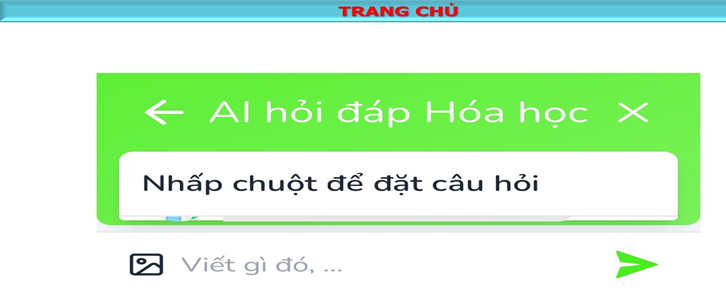 TRANG CHỦ
AI hỏi đáp Hóa học
Nhấp chuột để đặt câu hỏi
Viết gì đó, ...